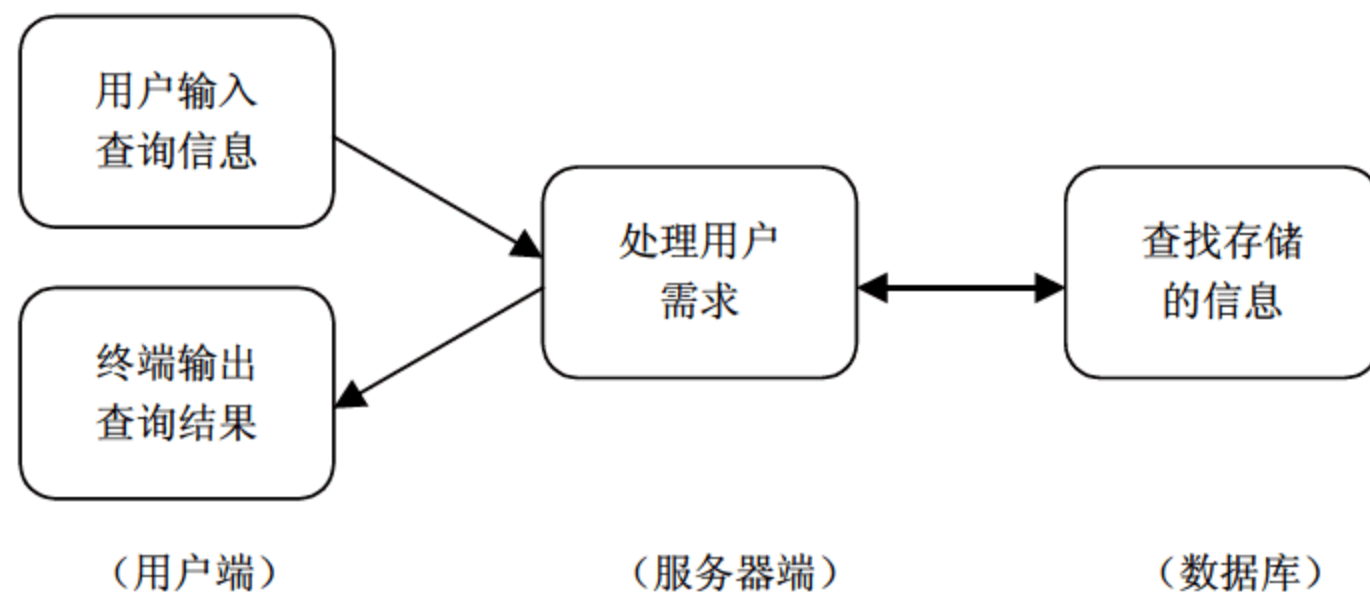 用户输入
查询信息
处理用户
需求
查找存储
的信息
终端输出
查询结果
（用户端）
（服务器端）
（数据库）